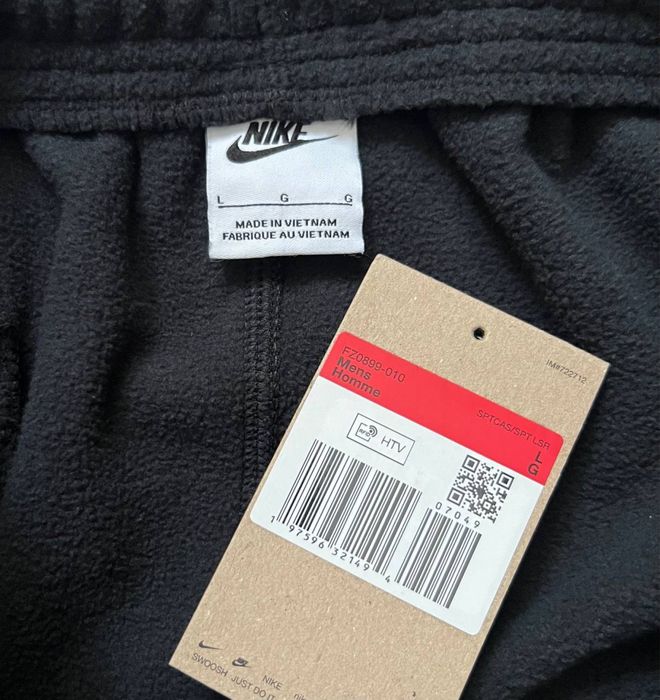 NIKE
L G G
MADE IN VIETNAM
FABRIQUE AU VIETNAM
IM#722712
FZ0899-010
Mens
Homme
SPTCAS/SPT LSR
L
G
RFID
HTV
07049
1 97596 32149 4
NIKE
SWOOSH JUST DO IT